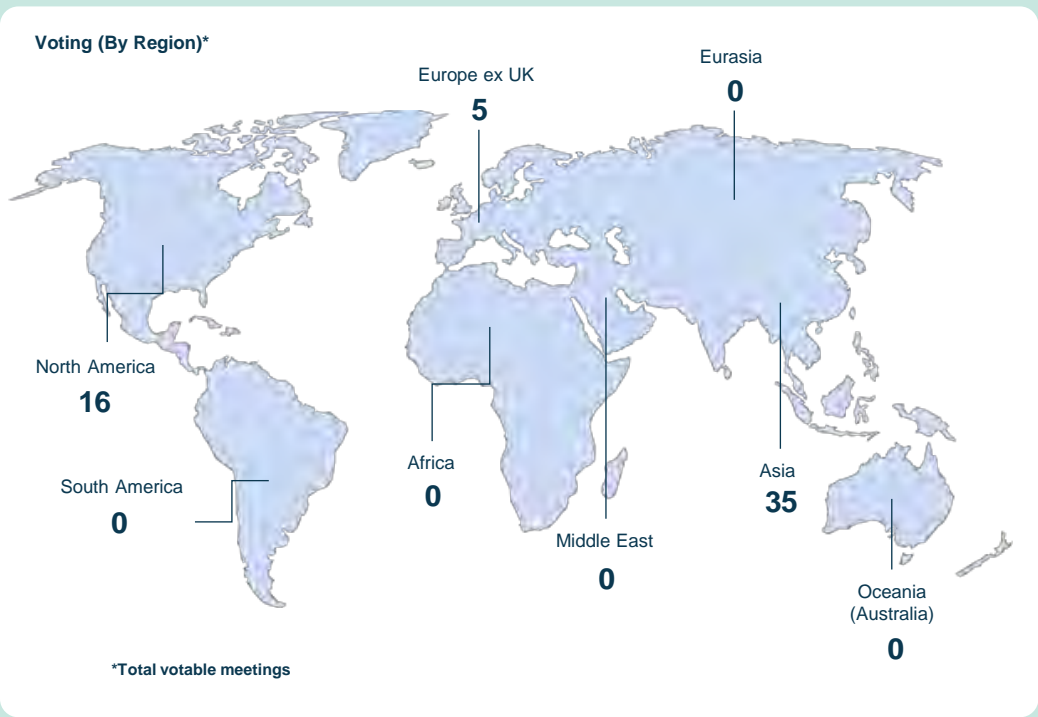 Voting (By Region)*
Europe ex UK
5
Eurasia
0
North America
16
South America
0
Africa
0
Middle East
0
Asia
35
Oceania
(Australia)
0
*Total votable meetings